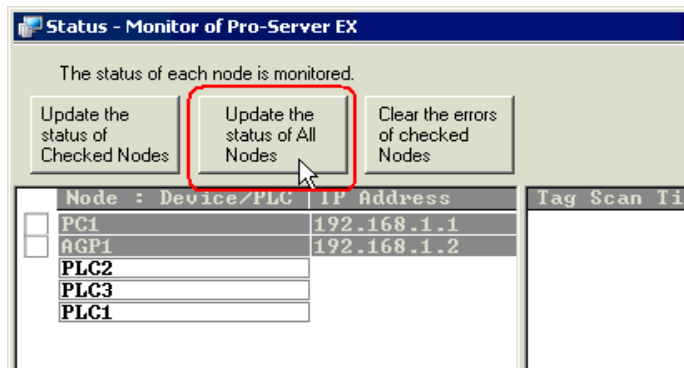 Status - Monitor of Pro-Server EX
The status of each node is monitored.
Update the
status of
Checked Nodes
Update the
status of All
Nodes
Clear the errors
of checked
Nodes
Node : Device/PLC IP Address Tag Scan Ti
PC1 192.168.1.1
AGP1 192.168.1.2
PLC2
PLC3
PLC1